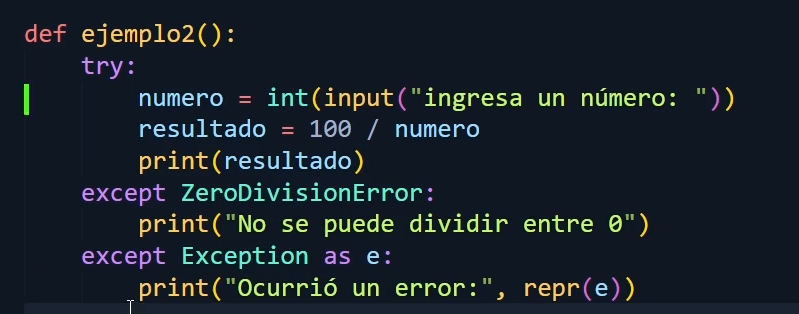 def ejemplo2():
    try:
        numero = int(input("ingresa un número: "))
        resultado = 100 / numero
        print(resultado)
    except ZeroDivisionError:
        print("No se puede dividir entre 0")
    except Exception as e:
        print("Ocurrió un error:", repr(e))